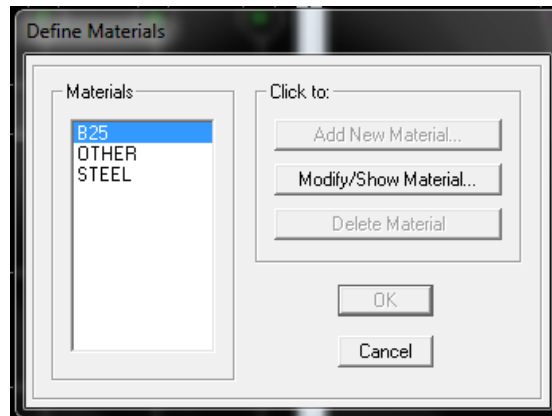 Define Materials
Materials
B25
OTHER
STEEL
Click to:
Add New Material...
Modify/Show Material...
Delete Material
OK
Cancel